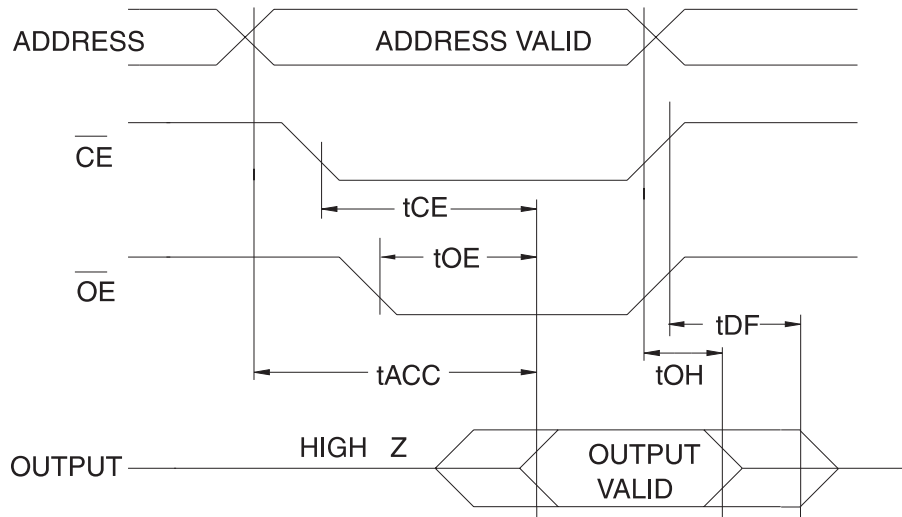 ADDRESS
ADDRESS VALID
CE
tCE
tOE
OE
tDF
tACC
tOH
HIGH Z
OUTPUT
OUTPUT
VALID